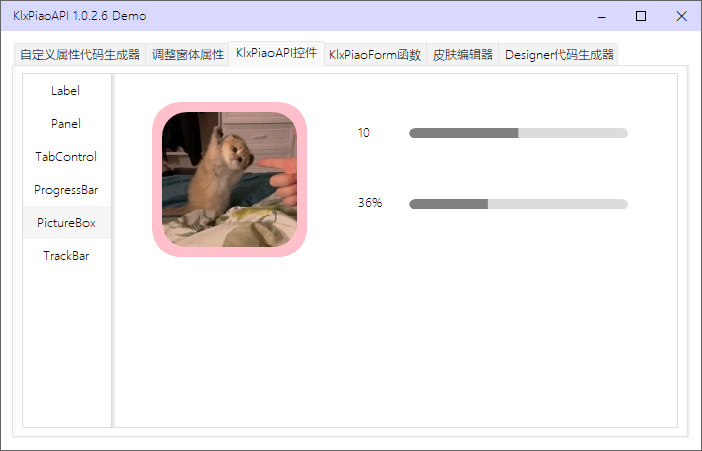 KlxPiaoAPI 1.0.2.6 Demo
自定义属性代码生成器 调整窗体属性 KlxPiaoAPI控件 KlxPiaoForm函数 皮肤编辑器 Designer代码生成器
Label
Panel
TabControl
ProgressBar
PictureBox
TrackBar
10
36%